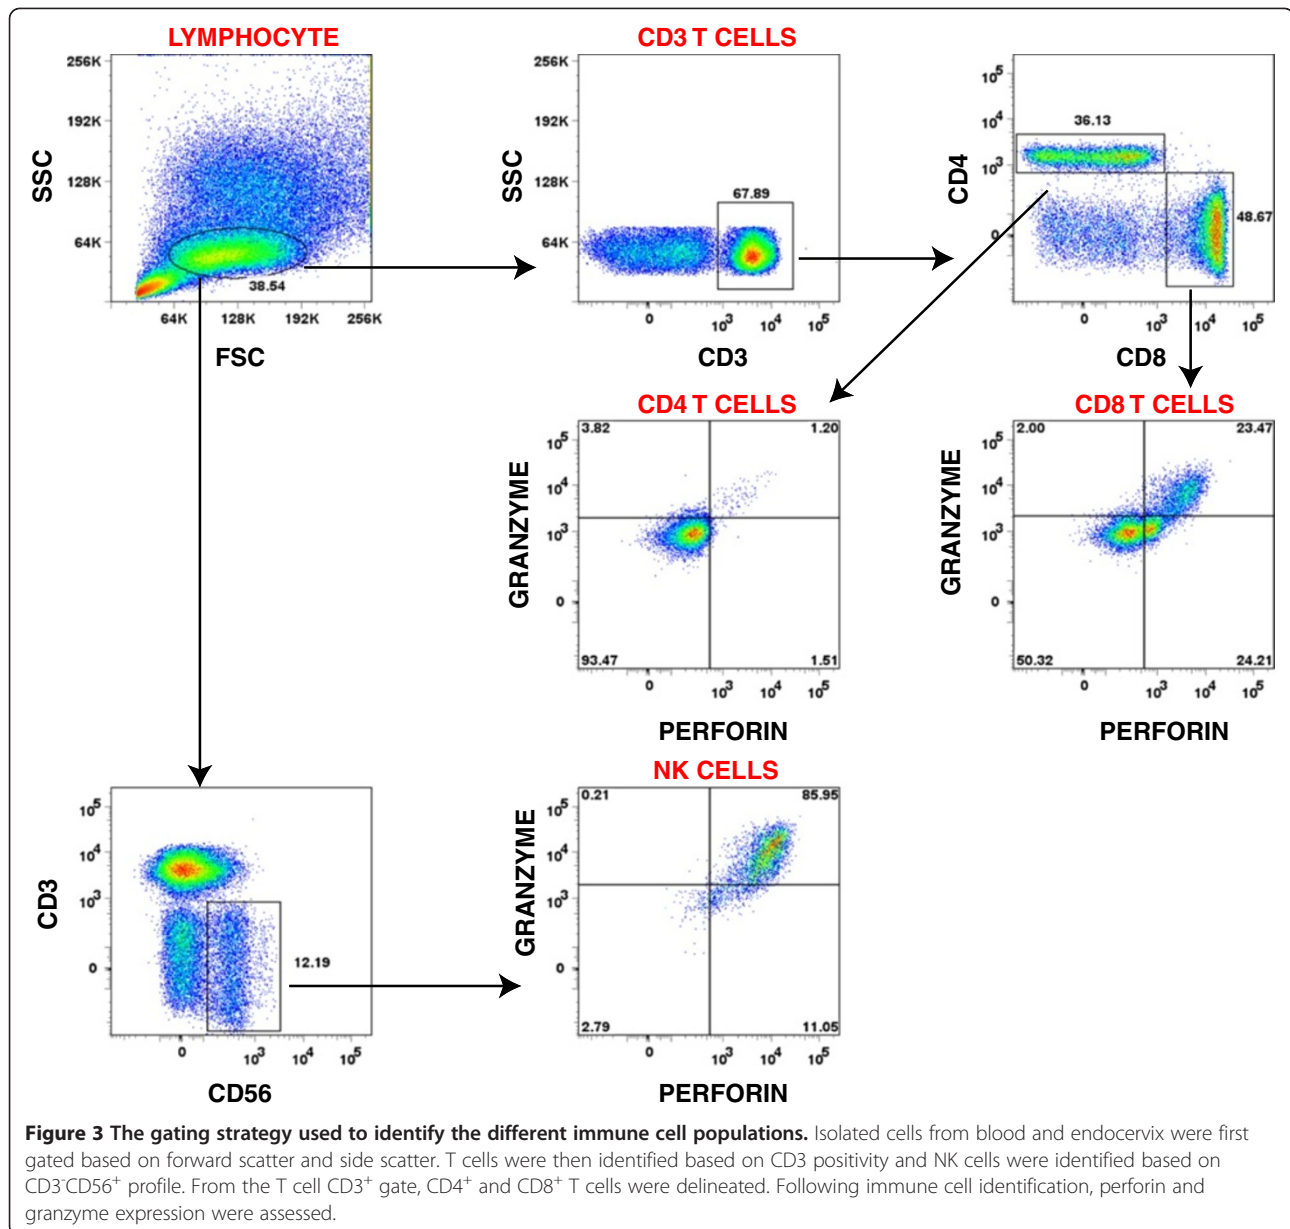 LYMPHOCYTE
256K
192K
128K
64K
SSC
38.54
64K 128K 192K 256K
FSC
CD3 T CELLS
256K
192K
128K
64K
SSC
67.89
0 10³ 10⁴ 10⁵
CD3
10⁵
10⁴
10³
0
CD4
36.13
48.67
0 10³ 10⁴ 10⁵
CD8
CD4 T CELLS
3.82 1.20
10⁵
10⁴
10³
0
GRANZYME
93.47 1.51
0 10³ 10⁴ 10⁵
PERFORIN
CD8 T CELLS
2.00 23.47
10⁵
10⁴
10³
0
GRANZYME
50.32 24.21
0 10³ 10⁴ 10⁵
PERFORIN
10⁵
10⁴
10³
0
CD3
12.19
0 10³ 10⁴ 10⁵
CD56
NK CELLS
0.21 85.95
10⁵
10⁴
10³
0
GRANZYME
2.79 11.05
0 10³ 10⁴ 10⁵
PERFORIN
Figure 3 The gating strategy used to identify the different immune cell populations. Isolated cells from blood and endocervix were first
gated based on forward scatter and side scatter. T cells were then identified based on CD3 positivity and NK cells were identified based on
CD3⁻CD56⁺ profile. From the T cell CD3⁺ gate, CD4⁺ and CD8⁺ T cells were delineated. Following immune cell identification, perforin and
granzyme expression were assessed.